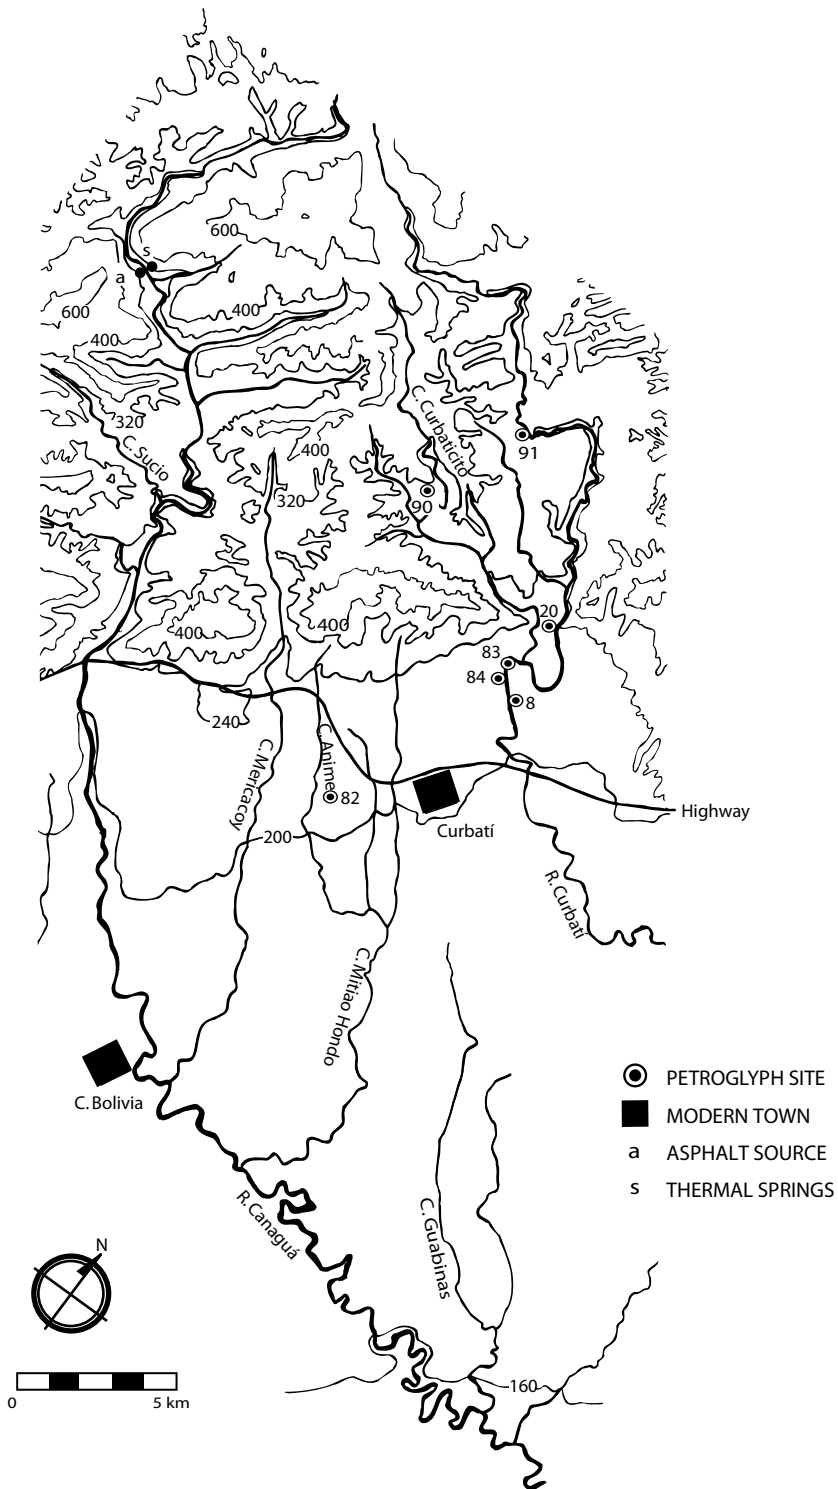 600
s
a
600
400
400
C. Curbaticito
320
C. Sucio
400
91
320
90
20
400
400
83
84
8
240
C. Anime
C. Mericacoy
82
Highway
200
Curbatí
R. Curbatí
C. Mitiao Hondo
C. Bolivia
PETROGLYPH SITE
MODERN TOWN
a ASPHALT SOURCE
s THERMAL SPRINGS
R. Canaguá
C. Guabinas
N
160
0 5 km